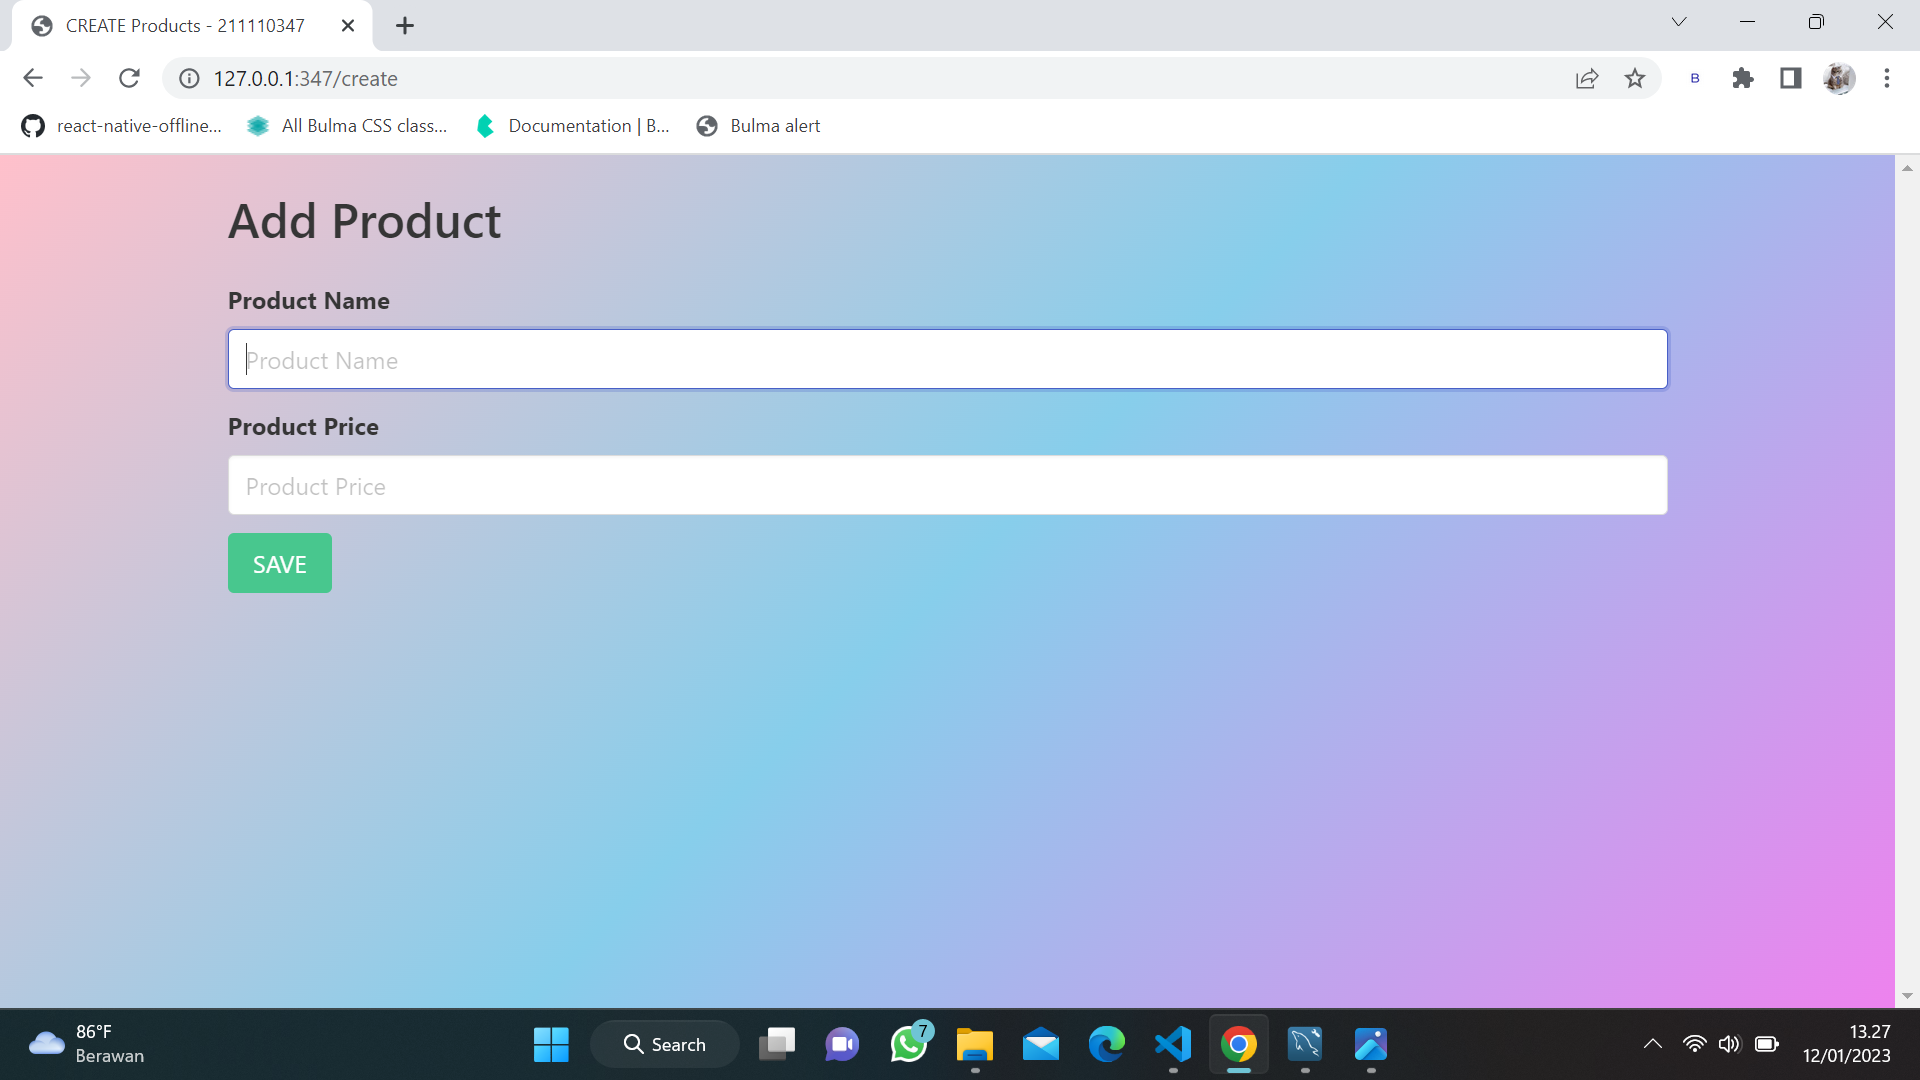 CREATE Products - 211110347
127.0.0.1:347/create
B
react-native-offline...
All Bulma CSS class...
Documentation | B...
Bulma alert
Add Product
Product Name
Product Name
Product Price
Product Price
SAVE
86°F
Berawan
Search
7
13.27
12/01/2023